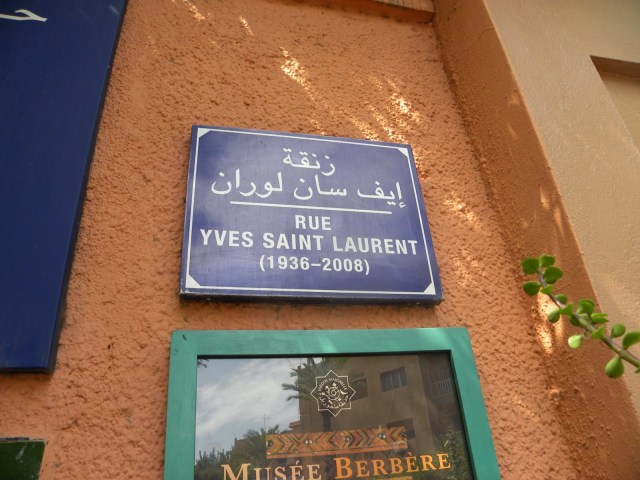 زنقة
إيف سان لوران
RUE
YVES SAINT LAURENT
(1936–2008)
MUSÉE BERBÈRE